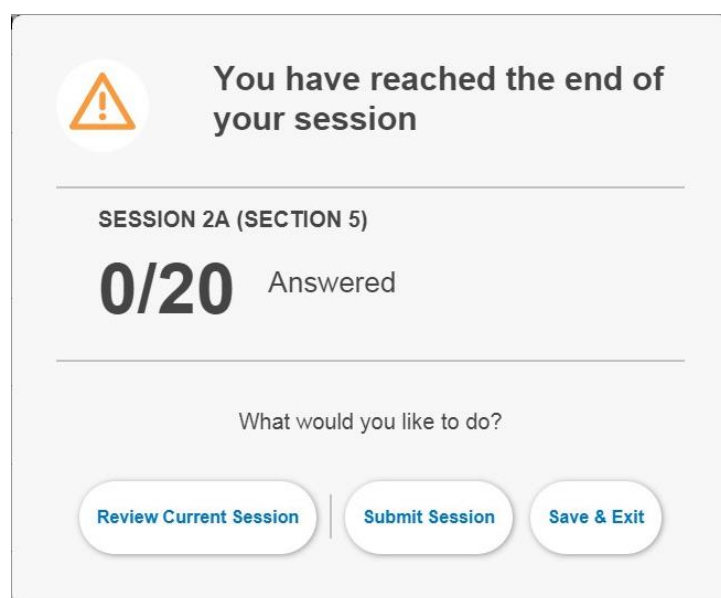 You have reached the end of
your session
SESSION 2A (SECTION 5)
0/20 Answered
What would you like to do?
Review Current Session Submit Session Save & Exit